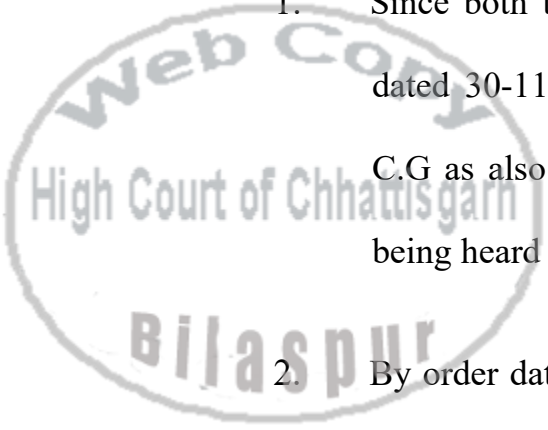 1. Since both t
Web Copy
dated 30-11
C.G as also
High Court of Chhattisgarh
being heard
Bilaspur
2. By order dat